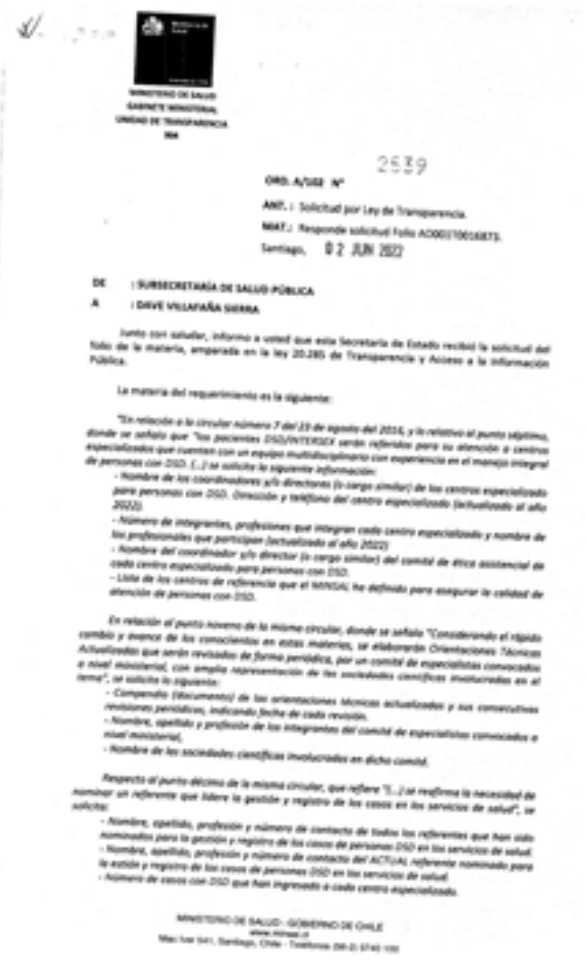 Ministerio de
Salud
MINISTERIO DE SALUD
GABINETE MINISTERIAL
UNIDAD DE TRANSPARENCIA
2539
ORD. A/102 N°
ANT. : Solicitud por Ley de Transparencia.
MAT.: Responde solicitud Folio AO001T0016873.
Santiago, 02 JUN 2022
DE : SUBSECRETARÍA DE SALUD PÚBLICA
A : DAVE VILLAFAÑA SIERRA
Junto con saludar, informo a usted que esta Secretaría de Estado recibió la solicitud del
folio de la materia, amparada en la ley 20.285 de Transparencia y Acceso a la Información
Pública.
La materia del requerimiento es la siguiente:
"En relación a la circular número 7 del 23 de agosto del 2016, y lo relativo al punto séptimo,
donde se señala que "los pacientes DSD/INTERSEX serán referidos para su atención a centros
especializados que cuenten con un equipo multidisciplinario con experiencia en el manejo integral
de personas con DSD. (...) se solicita la siguiente información:
- Nombre de los coordinadores y/o directores (o cargo similar) de los centros especializado
para personas con DSD. Dirección y teléfono del centro especializado (actualizado al año
2022).
- Número de integrantes, profesiones que integran cada centro especializado y nombre de
los profesionales que participan (actualizado al año 2022)
- Nombre del coordinador y/o director (o cargo similar) del comité de ética asistencial de
cada centro especializado para personas con DSD.
- Lista de los centros de referencia que el MINSAL ha definido para asegurar la calidad de
atención de personas con DSD.
En relación al punto noveno de la misma circular, donde se señala "Considerando el rápido
cambio y avance de los conocientos en estas materias, se elaborarán Orientaciones Técnicas
Actualizadas que serán revisados de forma periódica, por un comité de especialistas convocados
a nivel ministerial, con amplia representación de las sociedades científicas involucradas en el
tema", se solicita lo siguiente:
- Compendio (documento) de las orientaciones técnicas actualizados y sus consecutivas
revisiones periódicas, indicando fecha de cada revisión.
- Nombre, apellido y profesión de los integrantes del comité de especialistas convocados a
nivel ministerial.
- Nombre de las sociedades científicas involucradas en dicho comité.
Respecto al punto décimo de la misma circular, que refiere "(...) se reafirma la necesidad de
nominar un referente que lidere la gestión y registro de los casos en los servicios de salud", se
solicita:
- Nombre, apellido, profesión y número de contacto de todos los referentes que han sido
nominados para la gestión y registro de los casos de personas DSD en los servicios de salud.
- Nombre, apellido, profesión y número de contacto del ACTUAL referente nominado para
la estión y registro de los casos de personas DSD en los servicios de salud.
- Número de casos con DSD que han ingresado a cada centro especializado.
MINISTERIO DE SALUD - GOBIERNO DE CHILE
www.minsal.cl
Mac Iver 541, Santiago, Chile - Teléfonos (56 2) 5740 100